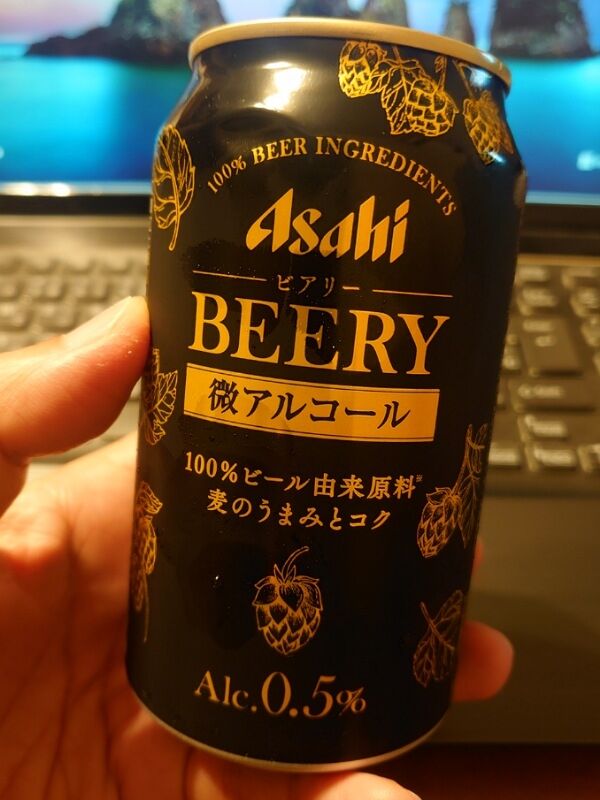 100% BEER INGREDIENTS
Asahi
ビアリー
BEERY
微アルコール
100%ビール由来原料※
麦のうまみとコク
Alc.0.5%